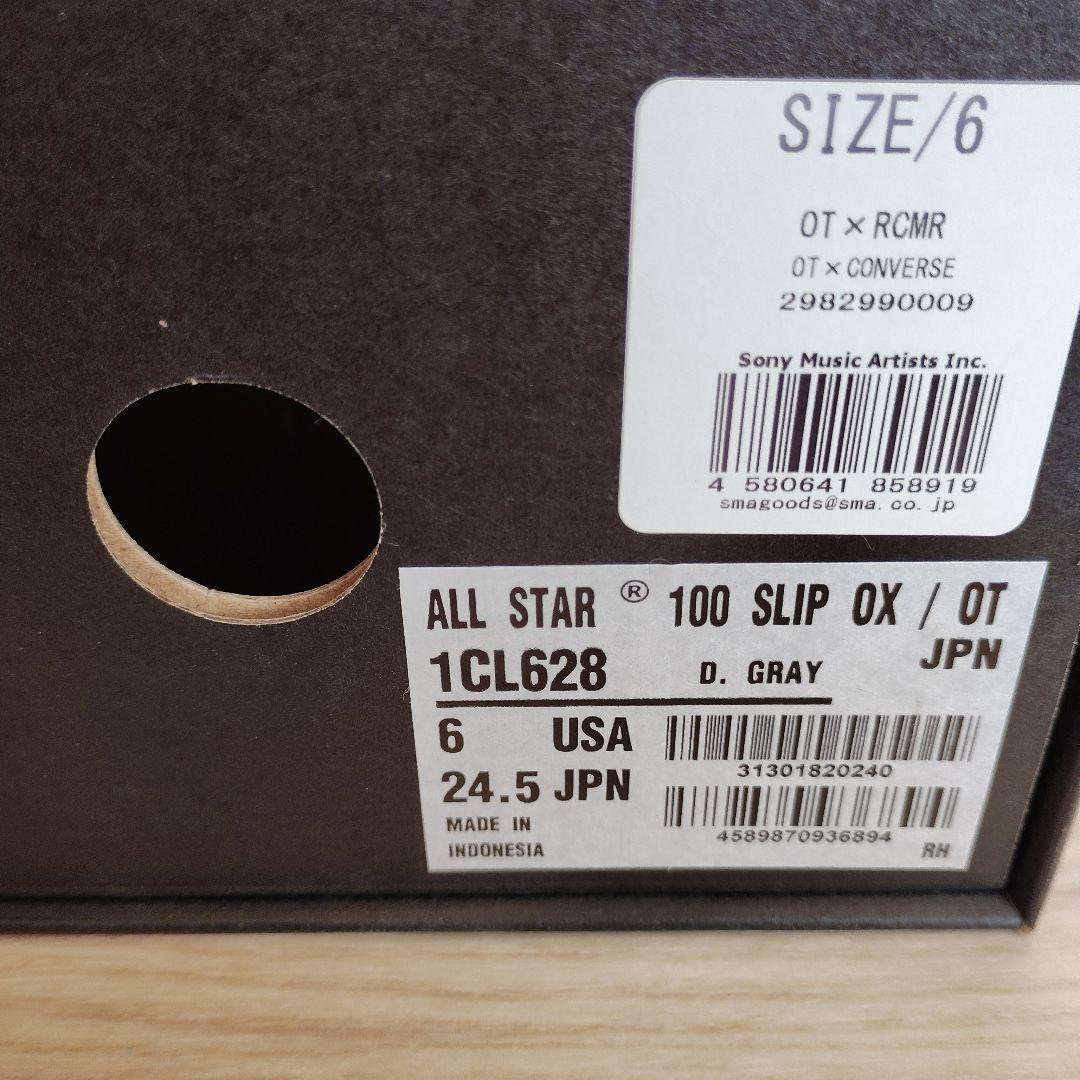 SIZE/6
OT×RCMR
OT×CONVERSE
2982990009
Sony Music Artists Inc.
4 580641 858919
smagoods@sma.co.jp
ALL STAR ® 100 SLIP OX / OT
JPN
1CL628 D. GRAY
6 USA
31301820240
24.5 JPN
4589870936894
MADE IN
INDONESIA
RH